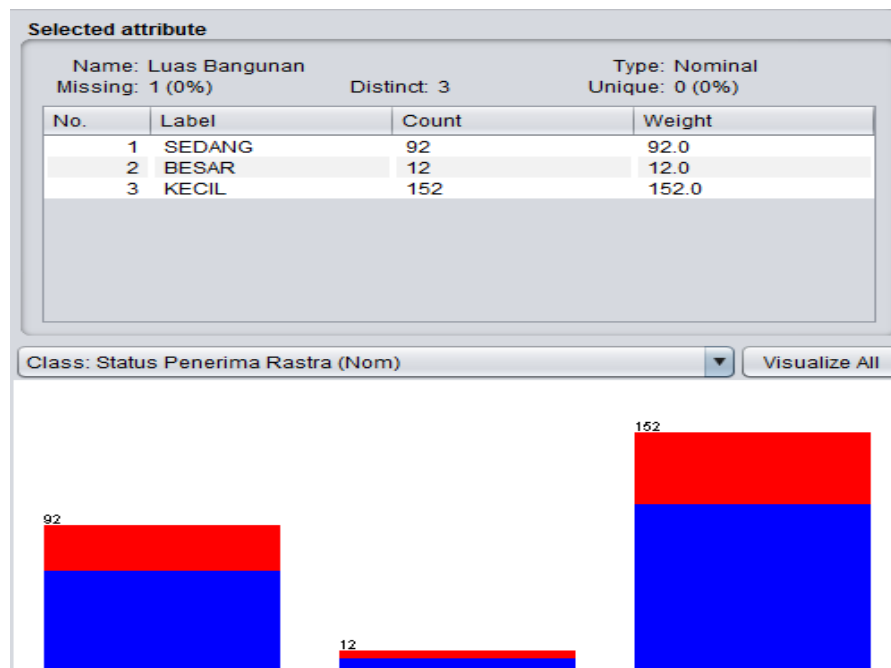 Selected attribute
Name: Luas Bangunan Type: Nominal
Missing: 1 (0%) Distinct: 3 Unique: 0 (0%)
No. Label Count Weight
1 SEDANG 92 92.0
2 BESAR 12 12.0
3 KECIL 152 152.0
Class: Status Penerima Rastra (Nom) Visualize All
152
92
12